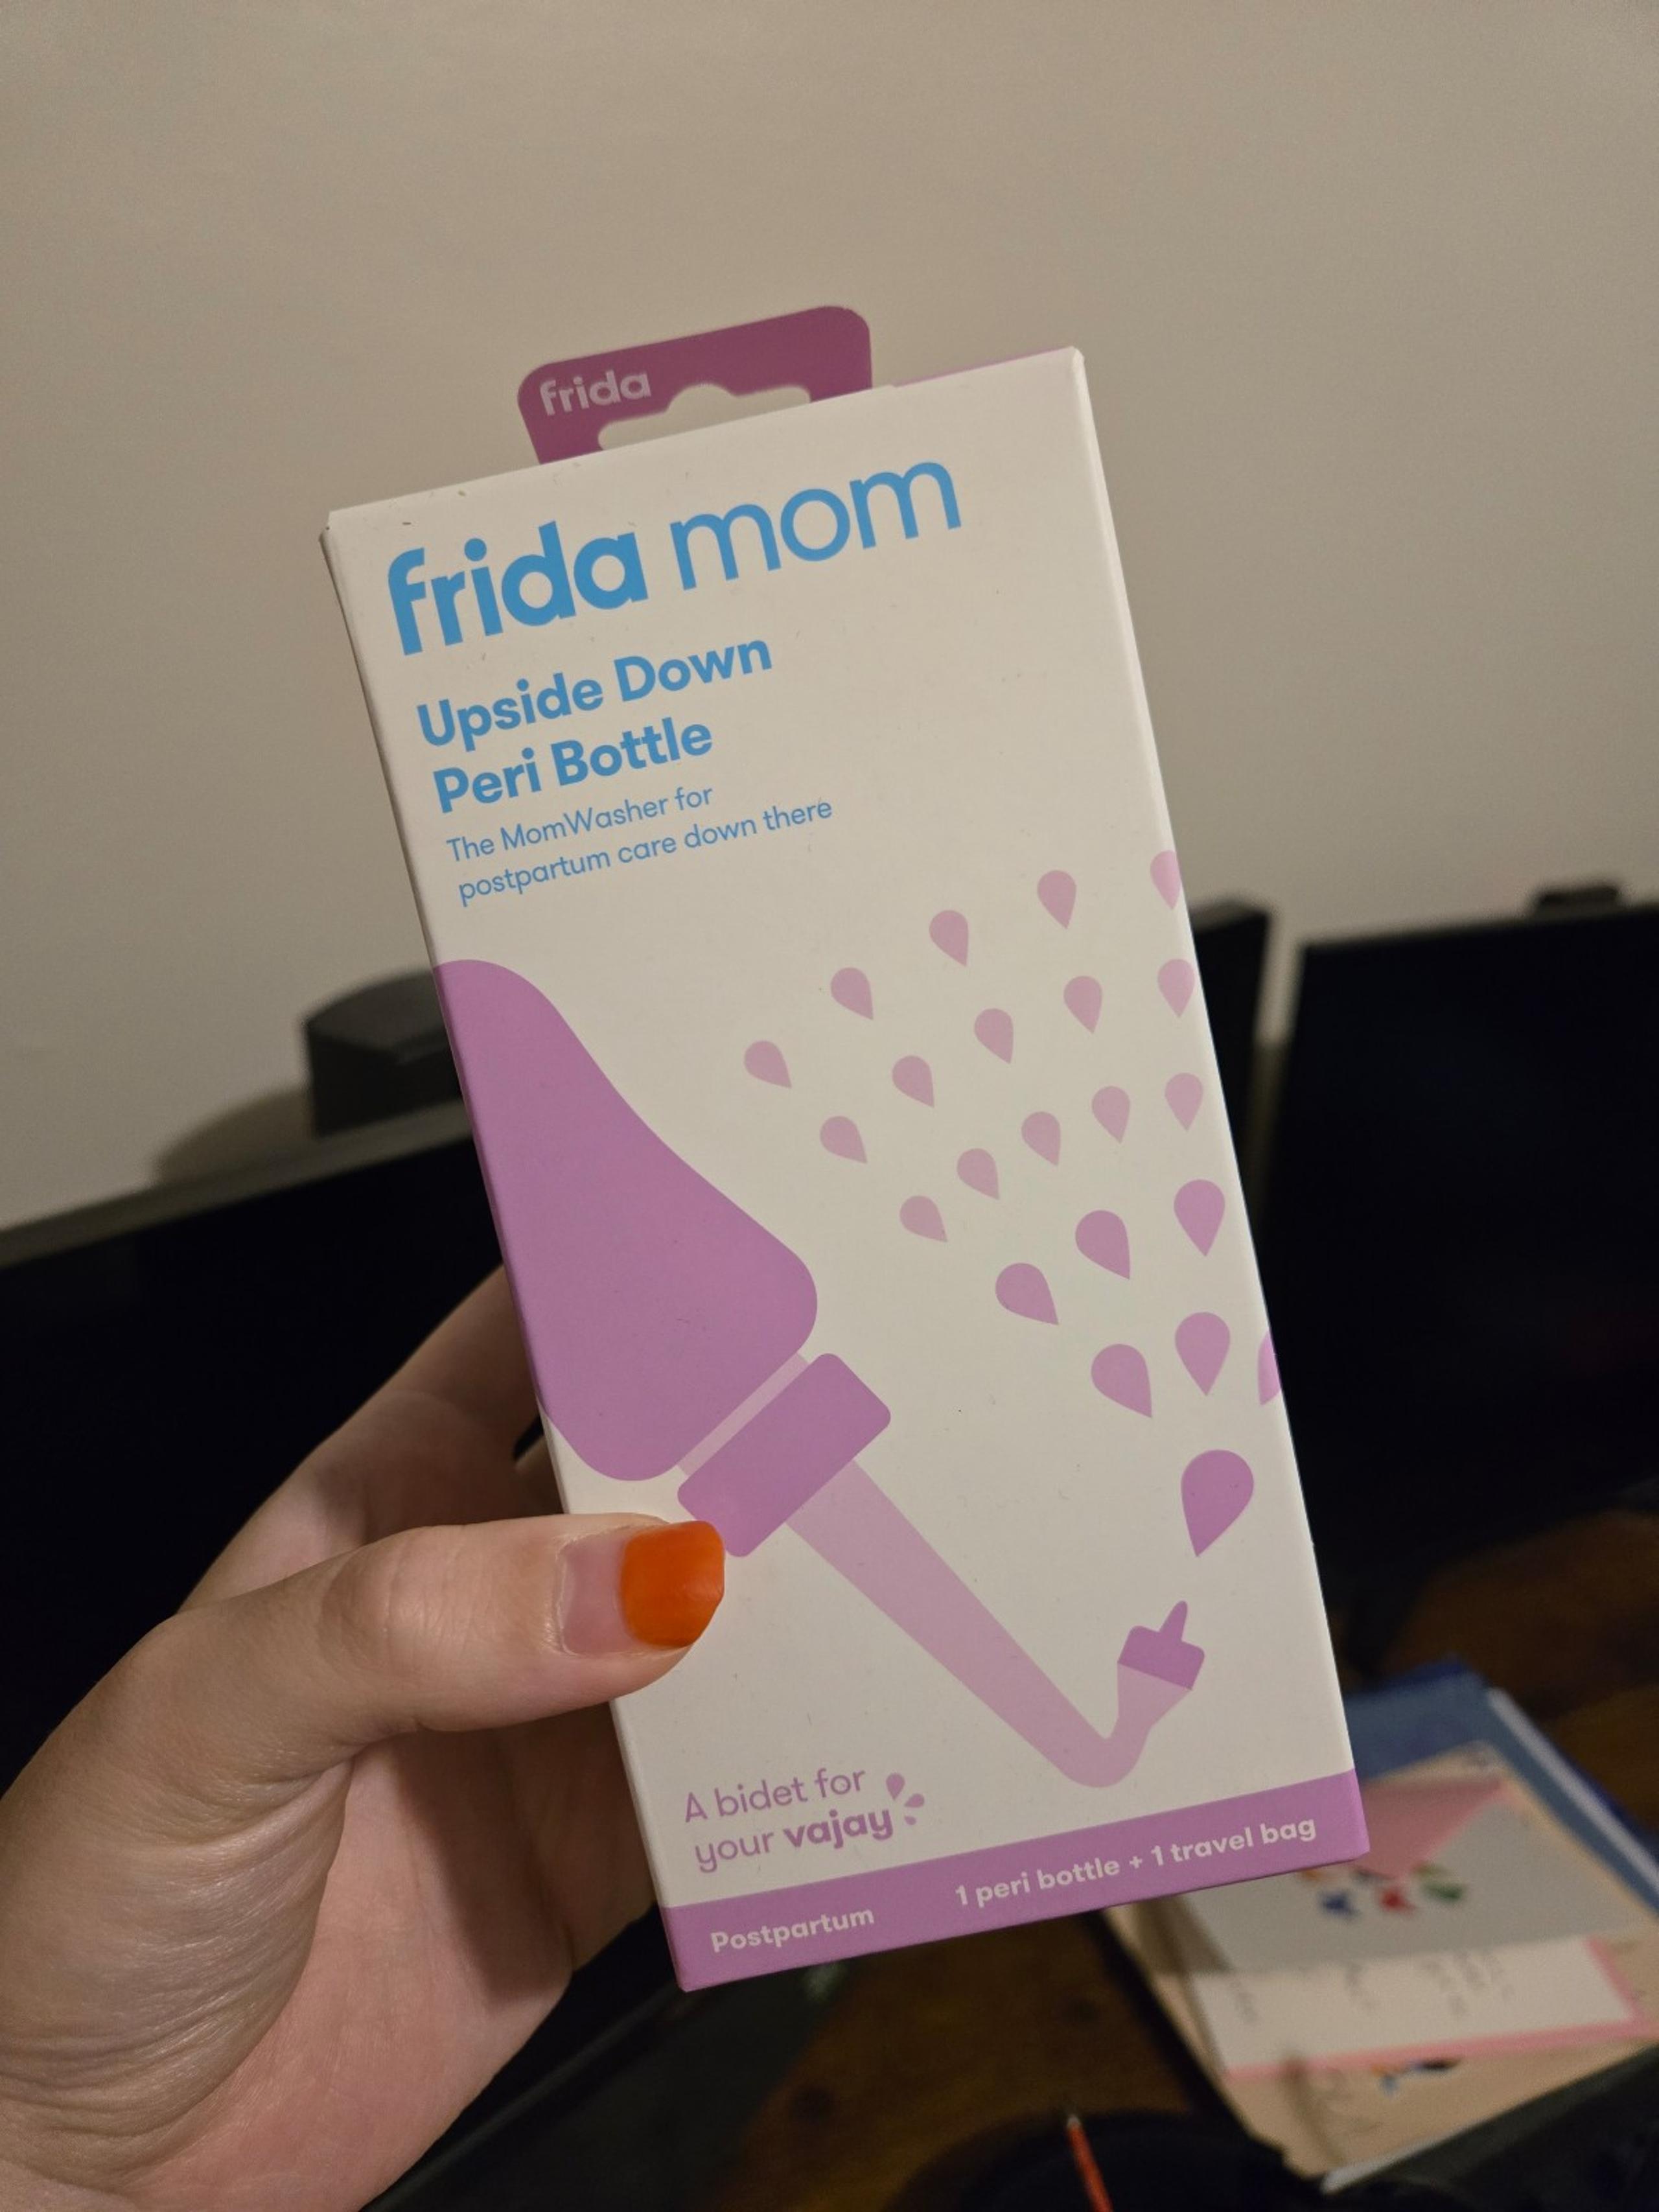 frida
frida mom
Upside Down
Peri Bottle
The MomWasher for
postpartum care down there
A bidet for
your vajay
Postpartum
1 peri bottle + 1 travel bag